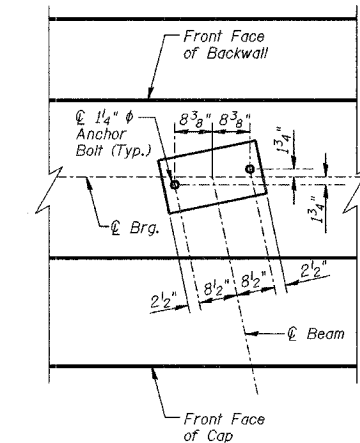 Front Face
of Backwall
℄ 1¼" φ
Anchor
Bolt (Typ.)
8⅜" 8⅜"
1¾"
1¾"
℄ Brg.
2½" 8½" 8½" 2½"
℄ Beam
Front Face
of Cap